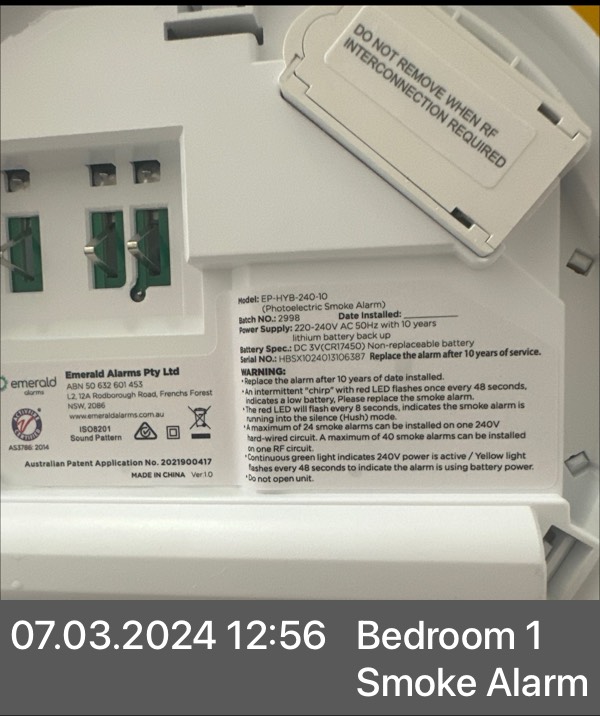 DO NOT REMOVE WHEN RF
INTERCONNECTION REQUIRED
Model: EP-HYB-240-10
(Photoelectric Smoke Alarm)
Batch NO.: 2998 Date Installed:
Power Supply: 220-240V AC 50Hz with 10 years
lithium battery back up
Battery Spec.: DC 3V(CR17450) Non-replaceable battery
Serial NO.: HBSX1024013106387 Replace the alarm after 10 years of service.
WARNING:
•Replace the alarm after 10 years of date installed.
•An intermittent "chirp" with red LED flashes once every 48 seconds,
indicates a low battery, Please replace the smoke alarm.
•The red LED will flash every 8 seconds, indicates the smoke alarm is
running into the silence (Hush) mode.
•A maximum of 24 smoke alarms can be installed on one 240V
hard-wired circuit. A maximum of 40 smoke alarms can be installed
on one RF circuit.
•Continuous green light indicates 240V power is active / Yellow light
flashes every 48 seconds to indicate the alarm is using battery power.
•Do not open unit.
emerald
alarms
Emerald Alarms Pty Ltd
ABN 50 632 601 453
L2, 12A Rodborough Road, Frenchs Forest
NSW, 2086
www.emeraldalarms.com.au
ISO8201
Sound Pattern
AS3786: 2014
Australian Patent Application No. 2021900417
MADE IN CHINA Ver1.0
07.03.2024 12:56 Bedroom 1
Smoke Alarm